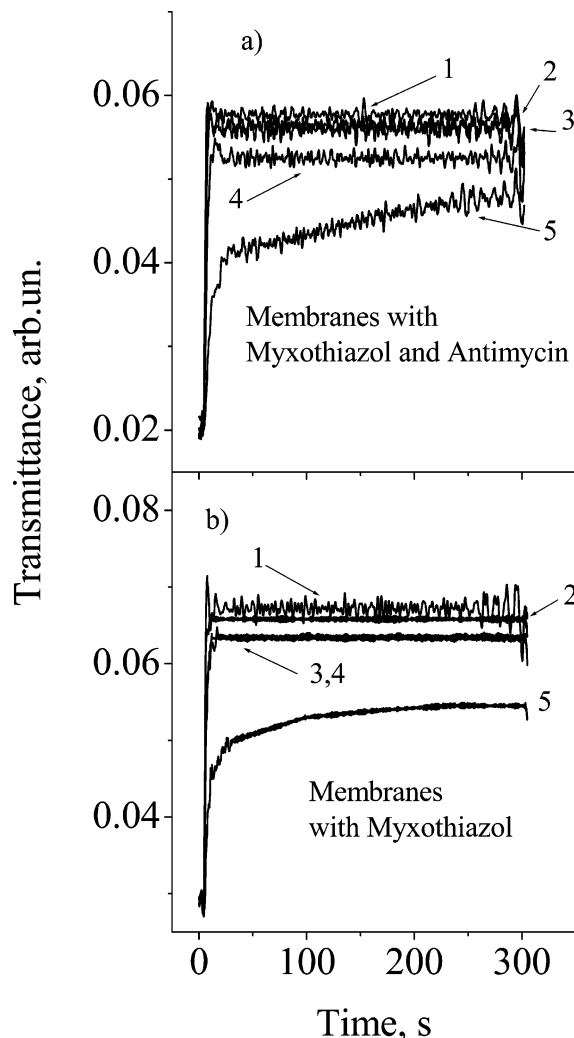 a)
1
2
3
4
5
0.06
0.04
0.02
Membranes with
Myxothiazol and Antimycin
Transmittance, arb.un.
b)
1
2
3,4
5
0.08
0.06
0.04
Membranes
with Myxothiazol
0
100
200
300
Time, s